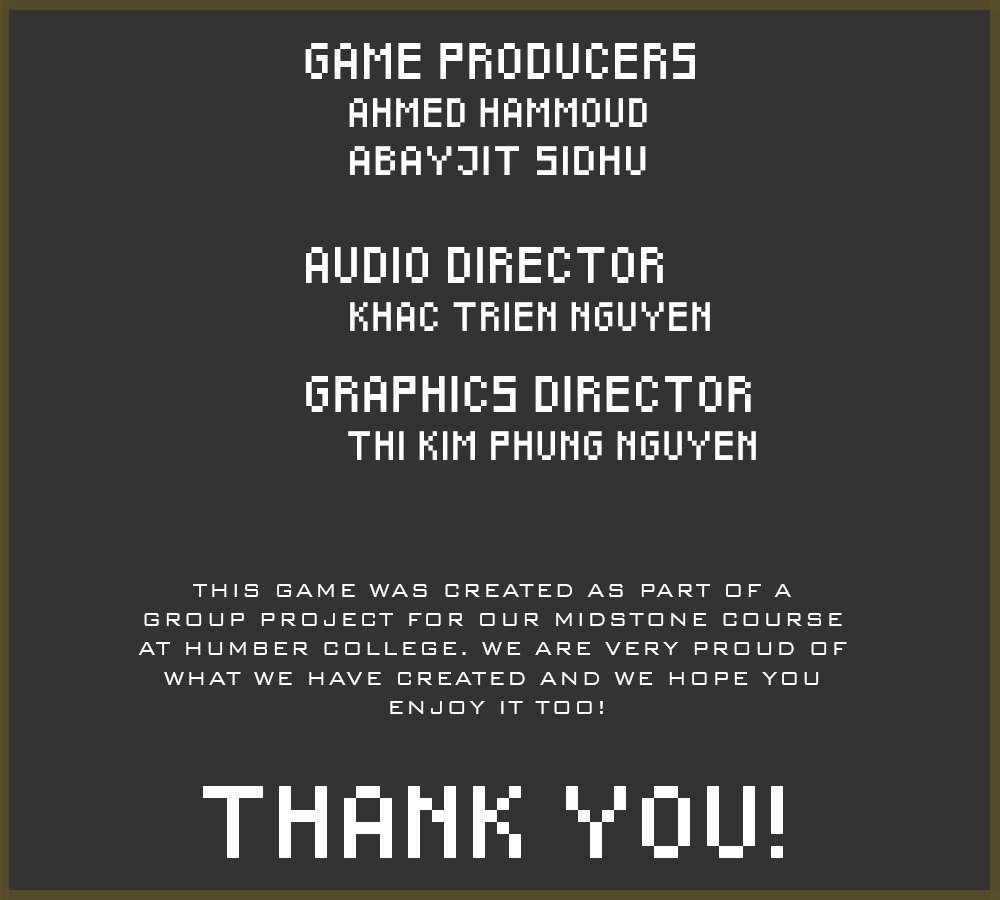 GAME PRODUCERS
AHMED HAMMOUD
ABAYJIT SIDHU
AUDIO DIRECTOR
KHAC TRIEN NGUYEN
GRAPHICS DIRECTOR
THI KIM PHUNG NGUYEN
THIS GAME WAS CREATED AS PART OF A
GROUP PROJECT FOR OUR MIDSTONE COURSE
AT HUMBER COLLEGE. WE ARE VERY PROUD OF
WHAT WE HAVE CREATED AND WE HOPE YOU
ENJOY IT TOO!
THANK YOU!